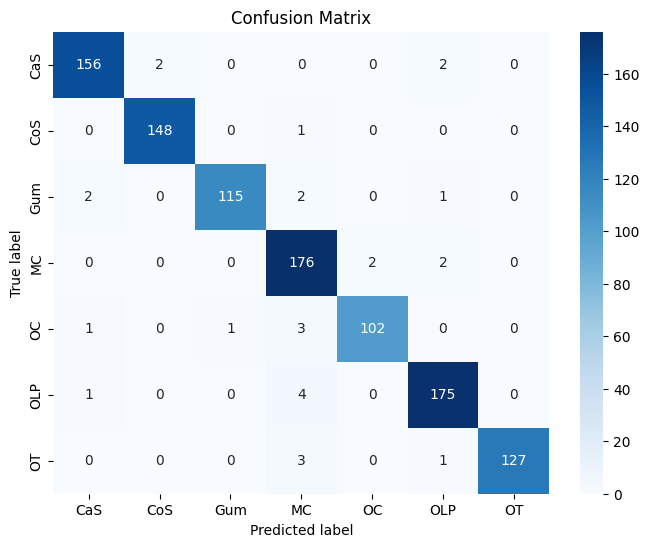 Confusion Matrix
CaS 156 2 0 0 0 2 0
CoS 0 148 0 1 0 0 0
Gum 2 0 115 2 0 1 0
MC 0 0 0 176 2 2 0
OC 1 0 1 3 102 0 0
OLP 1 0 0 4 0 175 0
OT 0 0 0 3 0 1 127
CaS CoS Gum MC OC OLP OT
Predicted label
True label
160
140
120
100
80
60
40
20
0